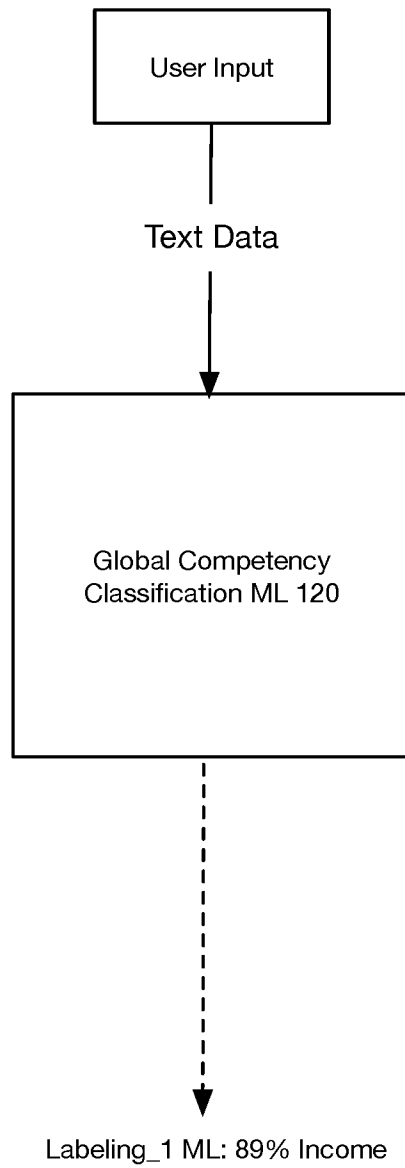 User Input
Text Data
Global Competency
Classification ML 120
Labeling_1 ML: 89% Income